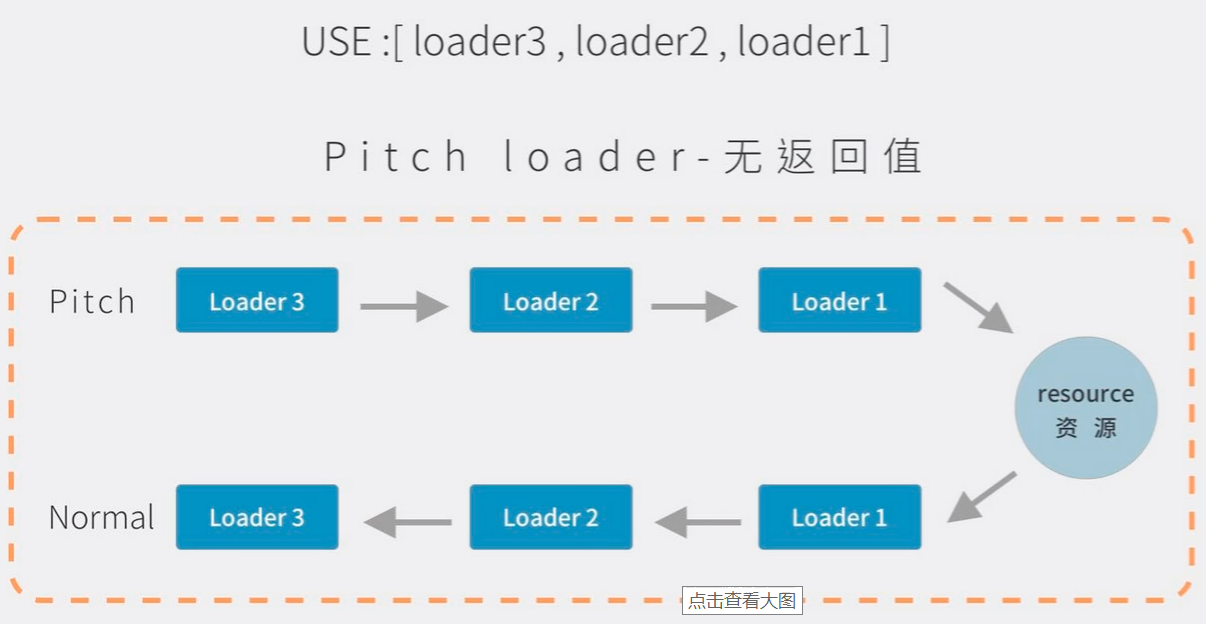 USE :[ loader3 , loader2 , loader1 ]
Pitch loader-无返回值
Pitch
Loader 3
Loader 2
Loader 1
resource
资 源
Normal
Loader 3
Loader 2
Loader 1
点击查看大图